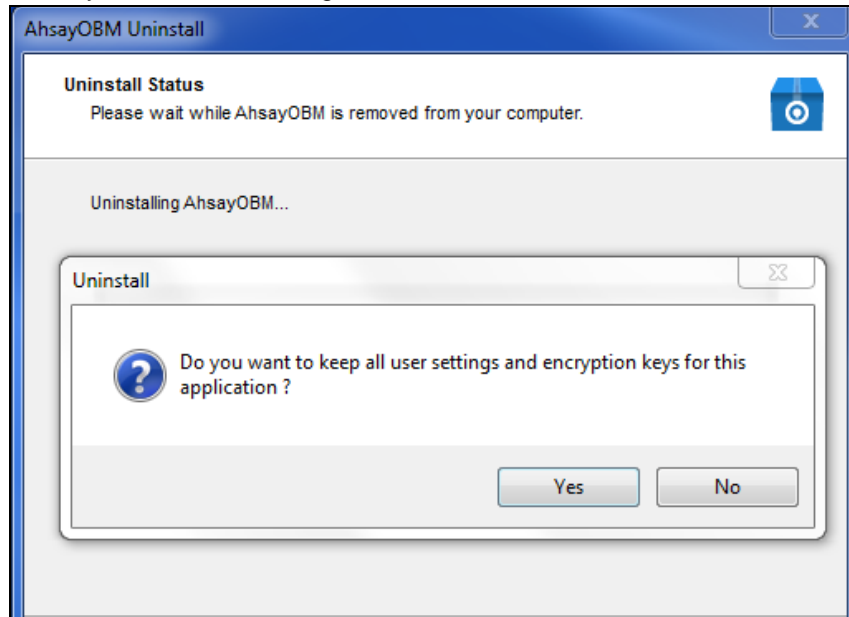 AhsayOBM Uninstall
Uninstall Status
Please wait while AhsayOBM is removed from your computer.
Uninstalling AhsayOBM...
Uninstall
Do you want to keep all user settings and encryption keys for this
application ?
Yes No